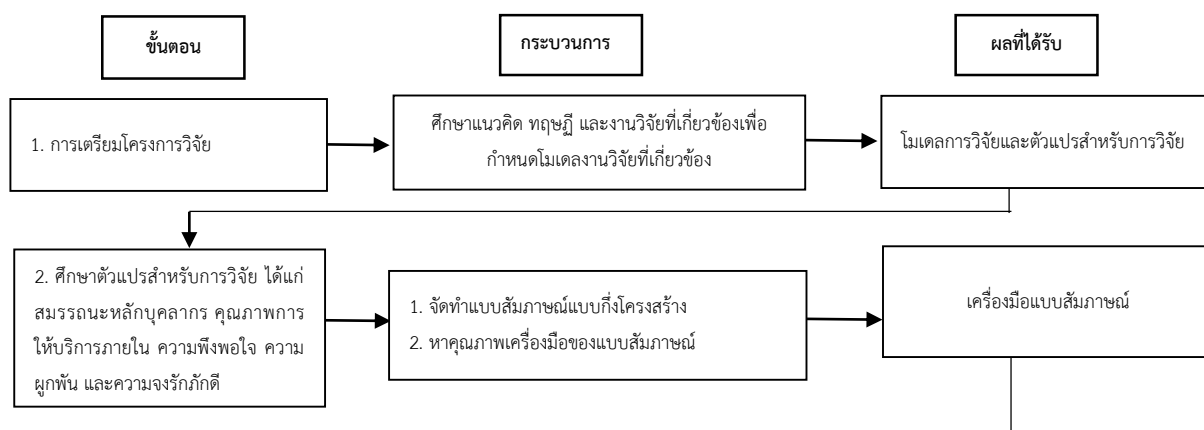 ขั้นตอน
กระบวนการ
ผลที่ได้รับ
1. การเตรียมโครงการวิจัย
ศึกษาแนวคิด ทฤษฏี และงานวิจัยที่เกี่ยวข้องเพื่อ
กำหนดโมเดลงานวิจัยที่เกี่ยวข้อง
โมเดลการวิจัยและตัวแปรสำหรับการวิจัย
2. ศึกษาตัวแปรสำหรับการวิจัย ได้แก่
สมรรถนะหลักบุคลากร คุณภาพการ
ให้บริการภายใน ความพึงพอใจ ความ
ผูกพัน และความจงรักภักดี
1. จัดทำแบบสัมภาษณ์แบบกึ่งโครงสร้าง
2. หาคุณภาพเครื่องมือของแบบสัมภาษณ์
เครื่องมือแบบสัมภาษณ์